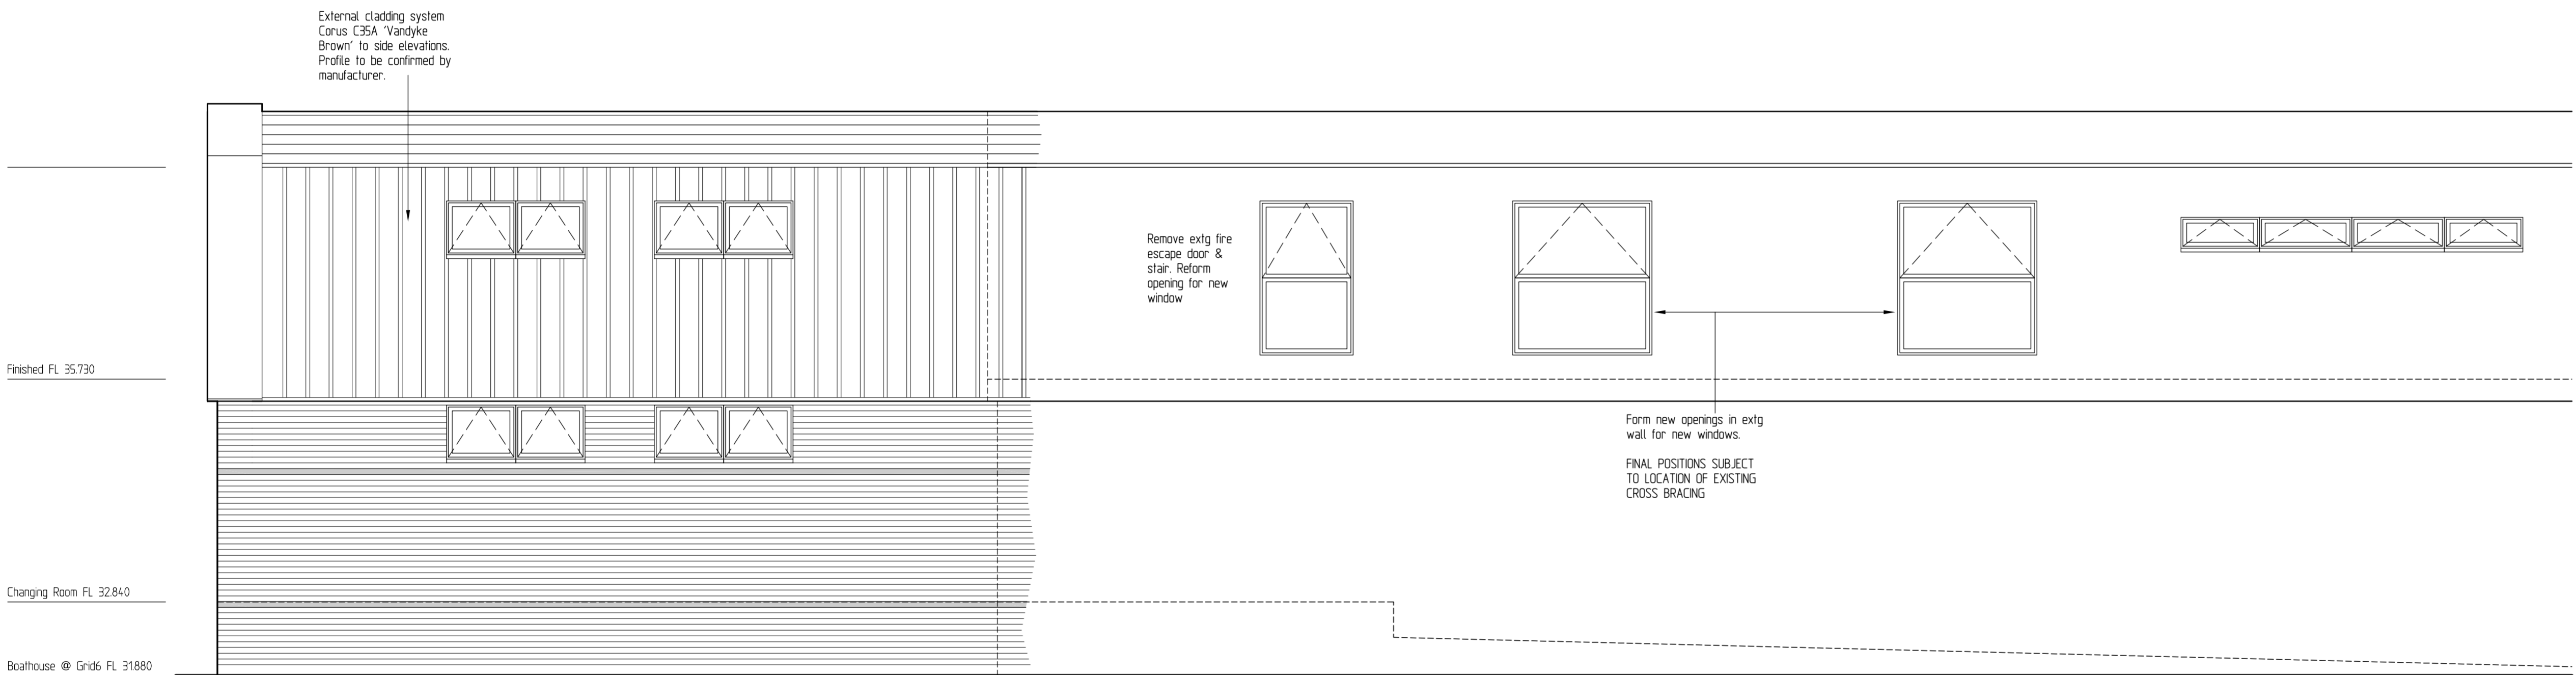 External cladding system
Corus C35A 'Vandyke
Brown' to side elevations.
Profile to be confirmed by
manufacturer.
Remove extg fire
escape door &
stair. Reform
opening for new
window
Finished FL 35.730
Form new openings in extg
wall for new windows.
FINAL POSITIONS SUBJECT
TO LOCATION OF EXISTING
CROSS BRACING
Changing Room FL 32.840
Boathouse @ Grid6 FL 31.880